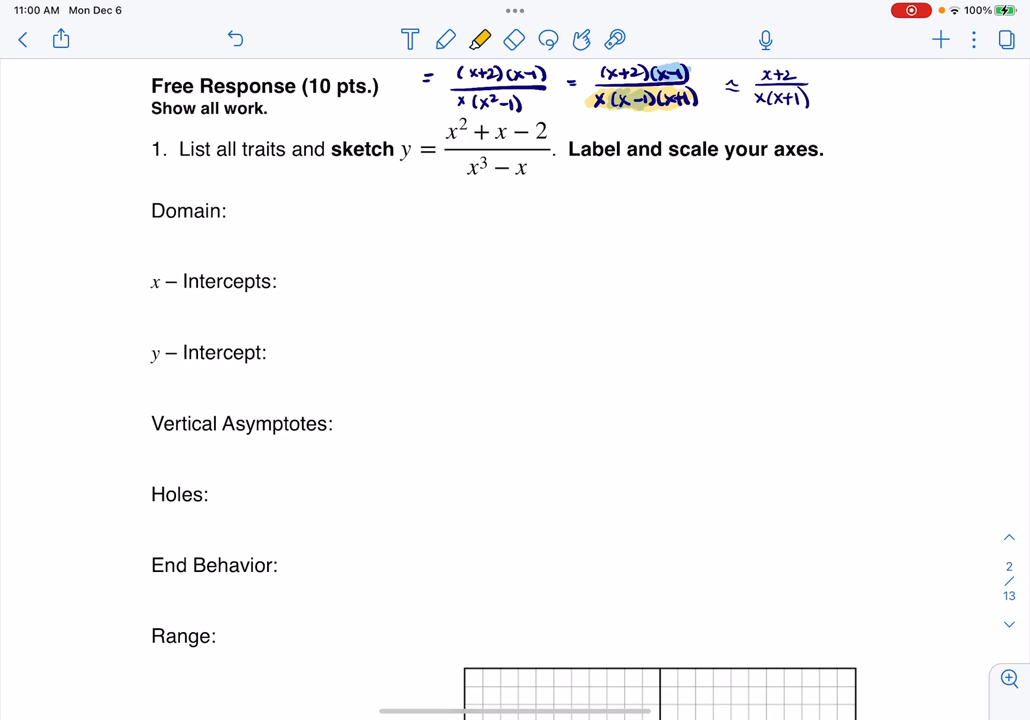 11:00 AM Mon Dec 6 100%
Free Response (10 pts.) = (x+2)(x-1) / x(x²-1) = (x+2)(x-1) / x(x-1)(x+1) ≈ x+2 / x(x+1)
Show all work.
1. List all traits and sketch y = x² + x − 2 / x³ − x . Label and scale your axes.
Domain:
x – Intercepts:
y – Intercept:
Vertical Asymptotes:
Holes:
End Behavior:
Range:
2
/
13